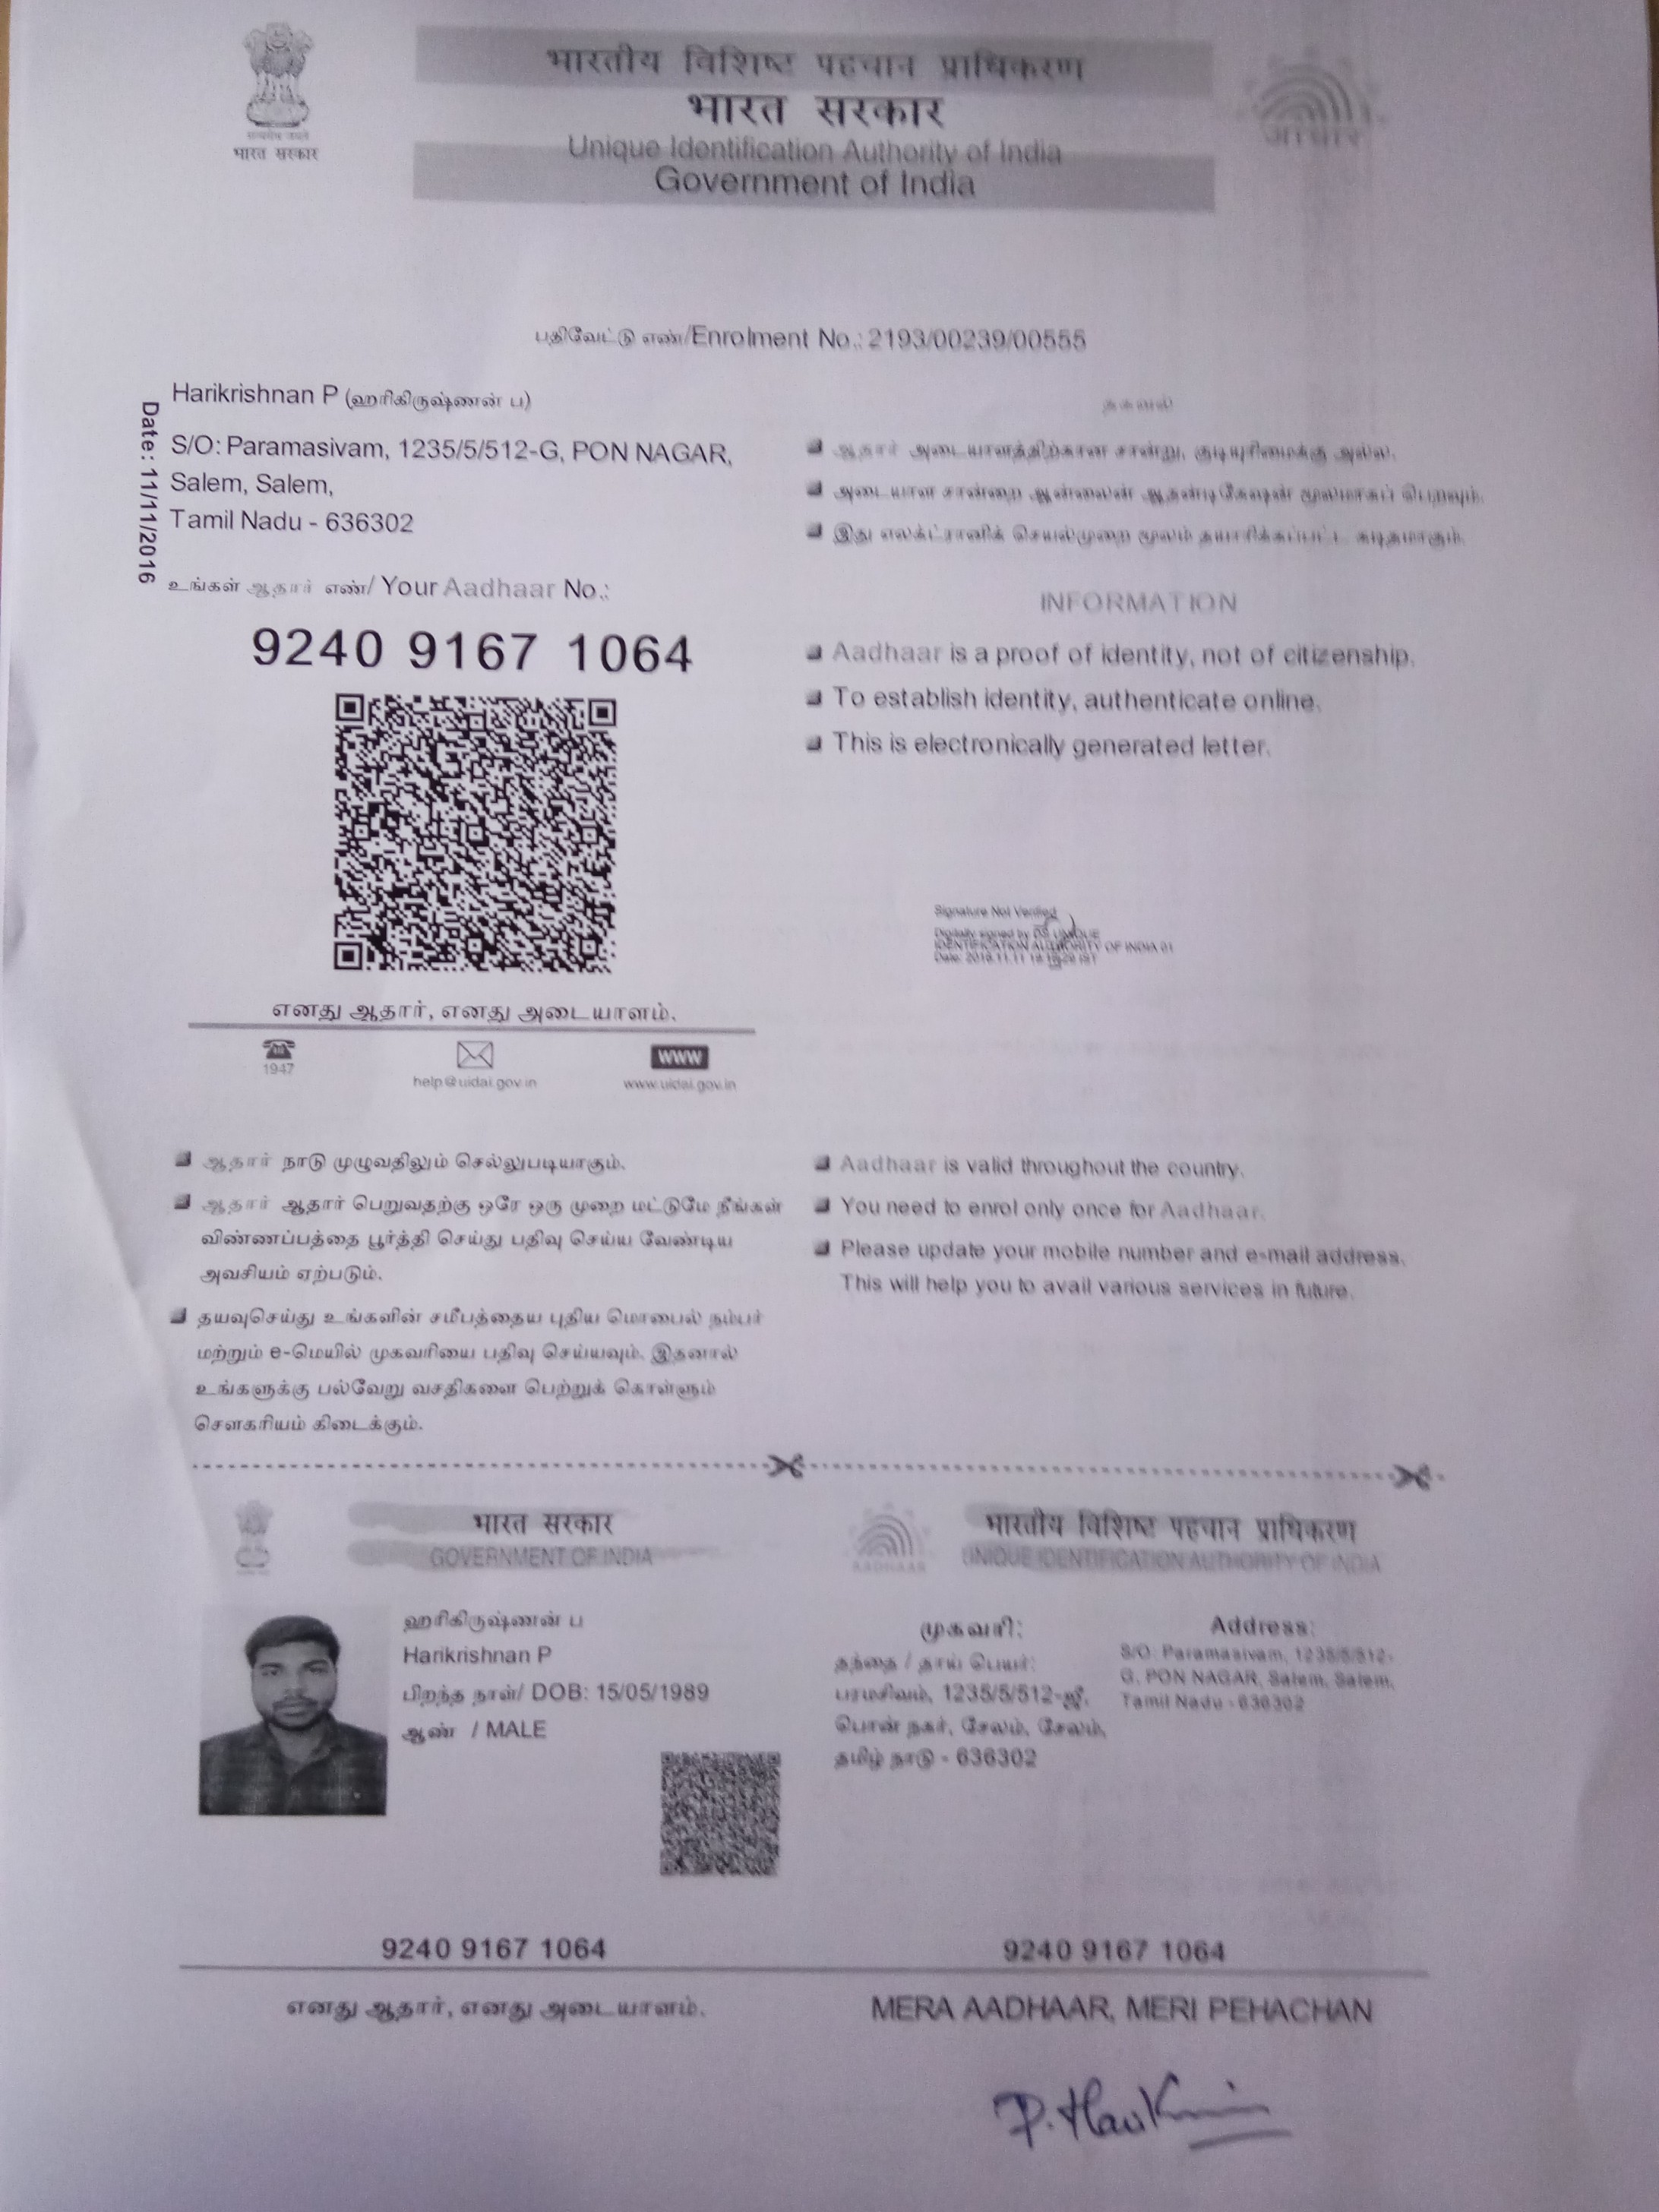 भारतीय विशिष्ट पहचान प्राधिकरण
भारत सरकार
Unique Identification Authority of India
Government of India
सत्यमेव जयते
भारत सरकार
आधार
பதிவேட்டு எண்/Enrolment No.: 2193/00239/00555
Date: 11/11/2016
Harikrishnan P (ஹரிகிருஷ்ணன் ப)
S/O: Paramasivam, 1235/5/512-G, PON NAGAR,
Salem, Salem,
Tamil Nadu - 636302
உங்கள் ஆதார் எண்/ Your Aadhaar No.:
9240 9167 1064
எனது ஆதார், எனது அடையாளம்.
1947
help@uidai.gov.in
www
www.uidai.gov.in
தகவல்
ஆதார் அடையாளத்திற்கான சான்று, குடியுரிமைக்கு அல்ல.
அடையாள சான்றை ஆன்லைன் ஆதன்டிகேஷன் மூலமாகப் பெறவும்.
இது எலக்ட்ரானிக் செயல்முறை மூலம் தயாரிக்கப்பட்ட கடிதமாகும்.
INFORMATION
Aadhaar is a proof of identity, not of citizenship.
To establish identity, authenticate online.
This is electronically generated letter.
Signature Not Verified
Digitally signed by DS UNIQUE
IDENTIFICATION AUTHORITY OF INDIA 01
Date: 2016.11.11 IST
ஆதார் நாடு முழுவதிலும் செல்லுபடியாகும்.
ஆதார் ஆதார் பெறுவதற்கு ஒரே ஒரு முறை மட்டுமே நீங்கள்
விண்ணப்பத்தை பூர்த்தி செய்து பதிவு செய்ய வேண்டிய
அவசியம் ஏற்படும்.
தயவுசெய்து உங்களின் சமீபத்தைய புதிய மொபைல் நம்பர்
மற்றும் e-மெயில் முகவரியை பதிவு செய்யவும். இதனால்
உங்களுக்கு பல்வேறு வசதிகளை பெற்றுக் கொள்ளும்
சௌகரியம் கிடைக்கும்.
Aadhaar is valid throughout the country.
You need to enrol only once for Aadhaar.
Please update your mobile number and e-mail address.
This will help you to avail various services in future.
भारत सरकार
GOVERNMENT OF INDIA
ஹரிகிருஷ்ணன் ப
Harikrishnan P
பிறந்த நாள்/ DOB: 15/05/1989
ஆண் / MALE
9240 9167 1064
எனது ஆதார், எனது அடையாளம்.
भारतीय विशिष्ट पहचान प्राधिकरण
UNIQUE IDENTIFICATION AUTHORITY OF INDIA
AADHAAR
முகவரி:
தந்தை / தாய் பெயர்:
பரமசிவம், 1235/5/512-ஜீ,
பொன் நகர், சேலம், சேலம்,
தமிழ் நாடு - 636302
Address:
S/O: Paramasivam, 1235/5/512-
G, PON NAGAR, Salem, Salem,
Tamil Nadu - 636302
9240 9167 1064
MERA AADHAAR, MERI PEHACHAN